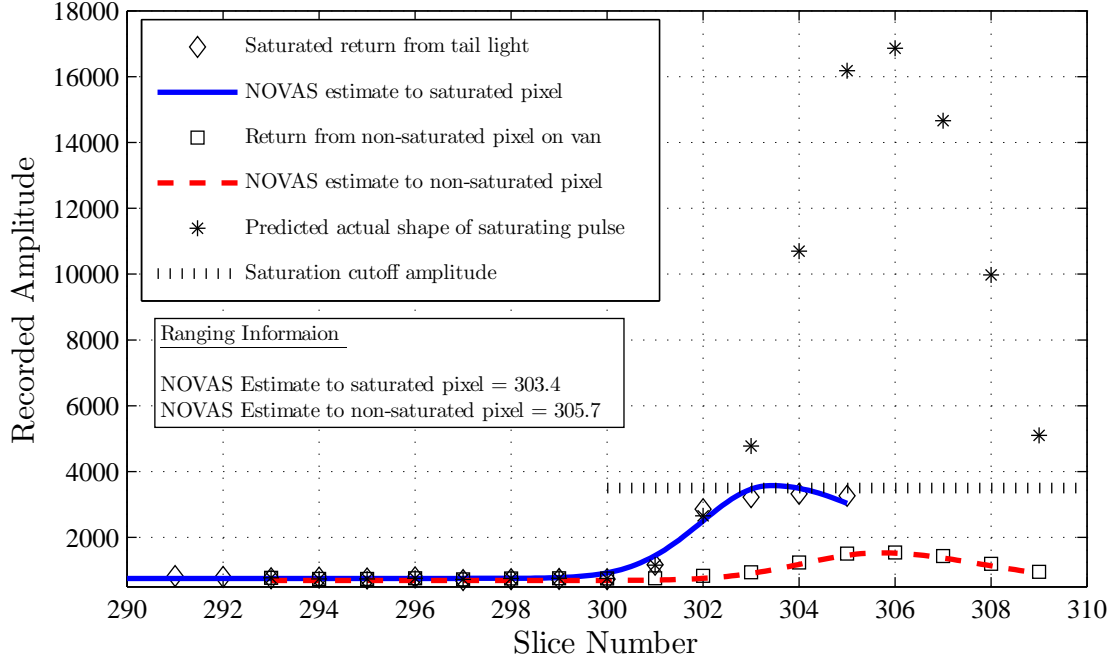 18000
16000
14000
12000
10000
8000
6000
4000
2000
Recorded Amplitude
Saturated return from tail light
NOVAS estimate to saturated pixel
Return from non-saturated pixel on van
NOVAS estimate to non-saturated pixel
Predicted actual shape of saturating pulse
Saturation cutoff amplitude
Ranging Informaion
NOVAS Estimate to saturated pixel = 303.4
NOVAS Estimate to non-saturated pixel = 305.7
290 292 294 296 298 300 302 304 306 308 310
Slice Number